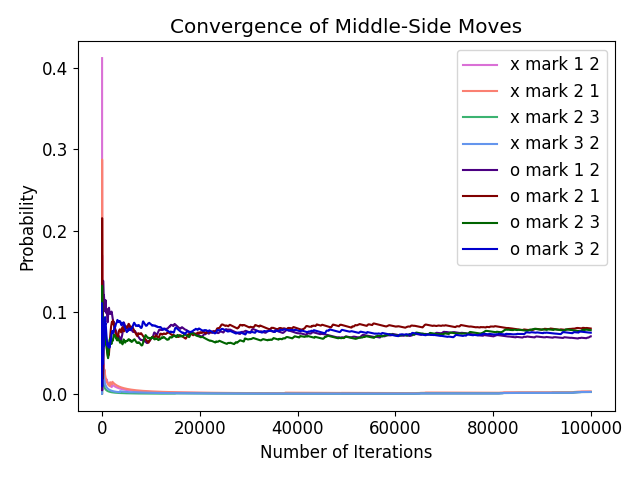 Convergence of Middle-Side Moves
0.4
0.3
0.2
0.1
0.0
Probability
x mark 1 2
x mark 2 1
x mark 2 3
x mark 3 2
o mark 1 2
o mark 2 1
o mark 2 3
o mark 3 2
0 20000 40000 60000 80000 100000
Number of Iterations